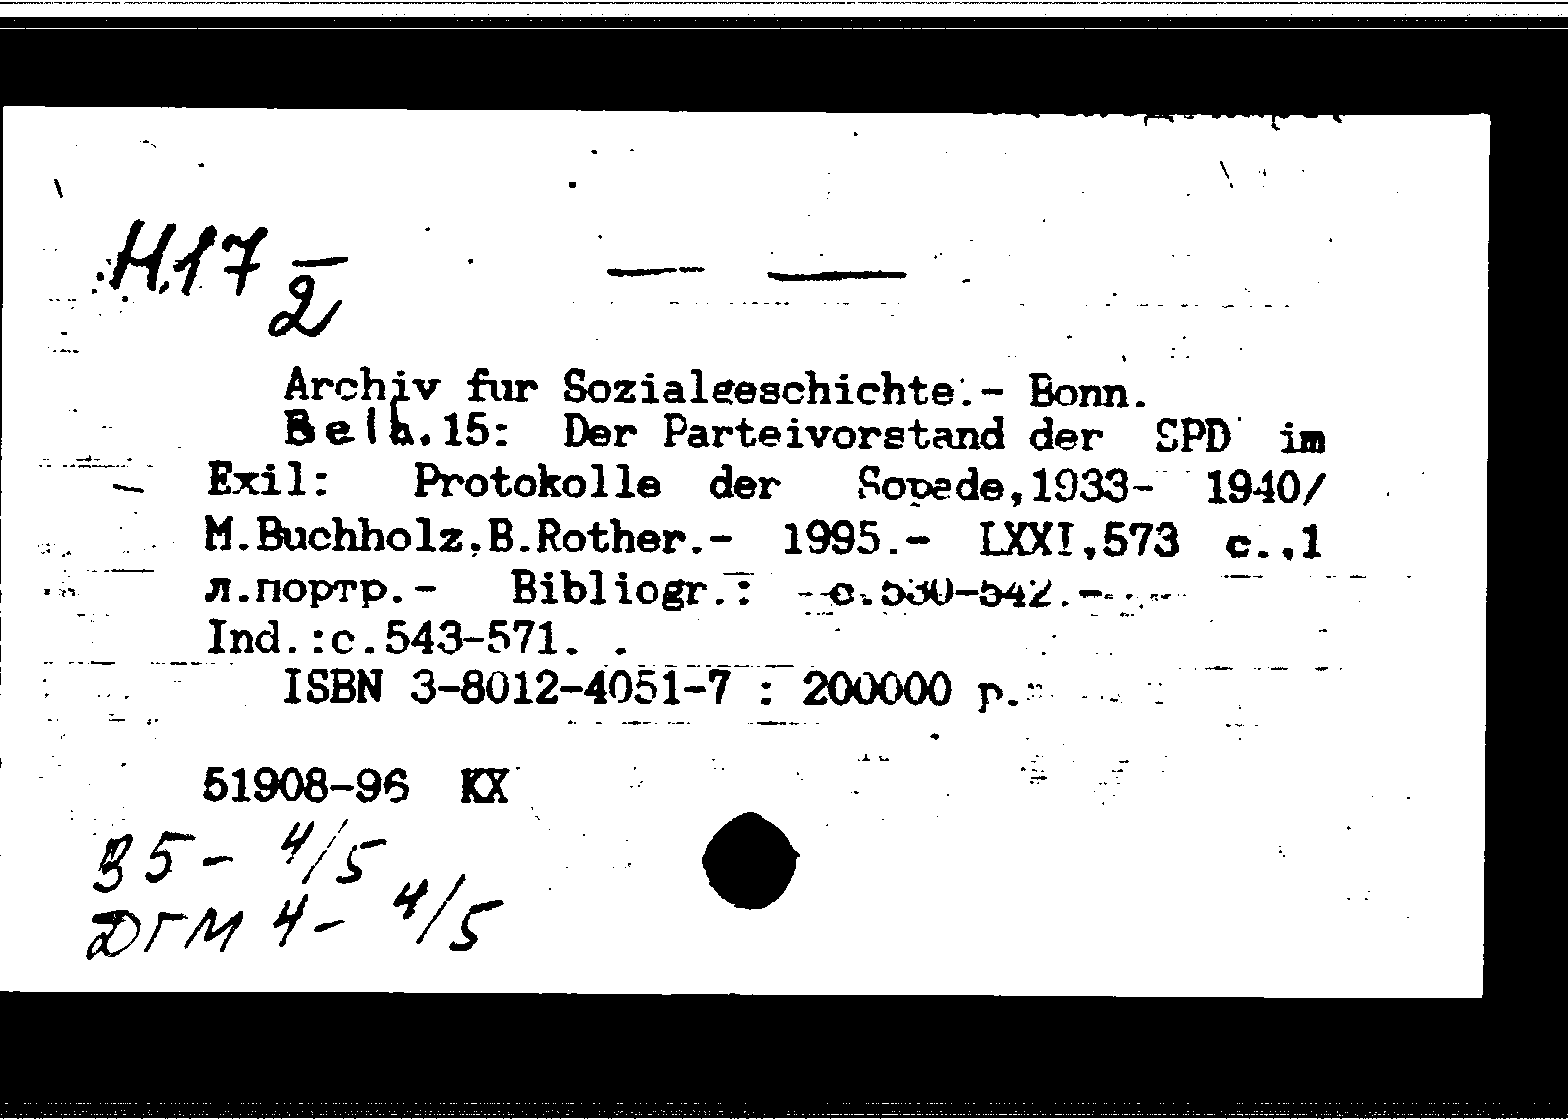 Н.17
2
Archiv fur Sozialgeschichte.- Bonn.
Beih.15: Der Parteivorstand der SPD im
Exil: Protokolle der Sopade,1933- 1940/
M.Buchholz,B.Rother.- 1995.- LXXI,573 c.,1
л.портр.- Bibliogr.: c.530-542.-
Ind.:c.543-571.
ISBN 3-8012-4051-7 : 200000 р.
51908-96 КХ
В5- 4/5
ДГМ 4- 4/5